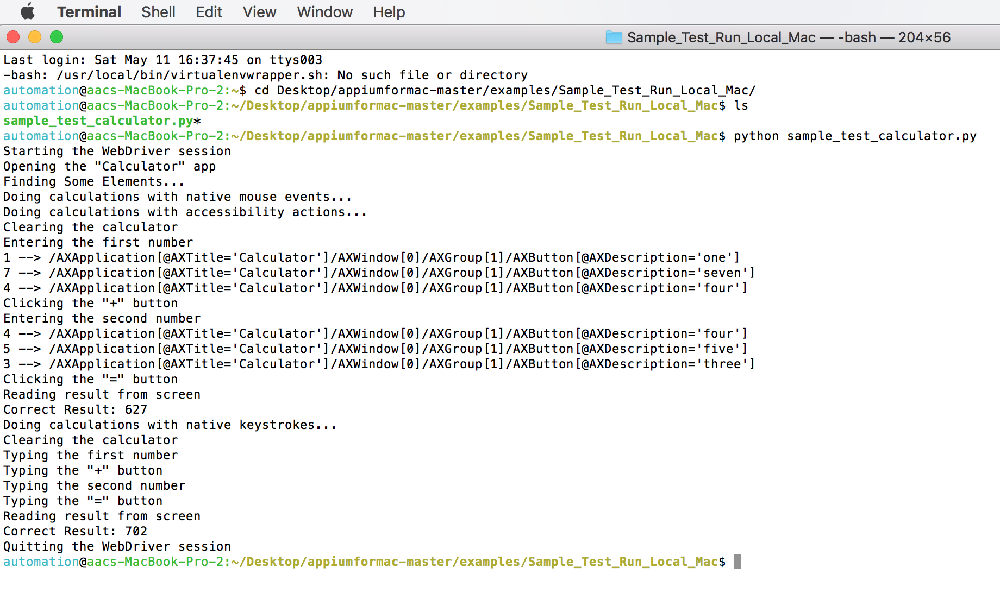 Terminal Shell Edit View Window Help
Sample_Test_Run_Local_Mac — -bash — 204×56
Last login: Sat May 11 16:37:45 on ttys003
-bash: /usr/local/bin/virtualenvwrapper.sh: No such file or directory
automation@aacs-MacBook-Pro-2:~$ cd Desktop/appiumformac-master/examples/Sample_Test_Run_Local_Mac/
automation@aacs-MacBook-Pro-2:~/Desktop/appiumformac-master/examples/Sample_Test_Run_Local_Mac$ ls
sample_test_calculator.py*
automation@aacs-MacBook-Pro-2:~/Desktop/appiumformac-master/examples/Sample_Test_Run_Local_Mac$ python sample_test_calculator.py
Starting the WebDriver session
Opening the "Calculator" app
Finding Some Elements...
Doing calculations with native mouse events...
Doing calculations with accessibility actions...
Clearing the calculator
Entering the first number
1 --> /AXApplication[@AXTitle='Calculator']/AXWindow[0]/AXGroup[1]/AXButton[@AXDescription='one']
7 --> /AXApplication[@AXTitle='Calculator']/AXWindow[0]/AXGroup[1]/AXButton[@AXDescription='seven']
4 --> /AXApplication[@AXTitle='Calculator']/AXWindow[0]/AXGroup[1]/AXButton[@AXDescription='four']
Clicking the "+" button
Entering the second number
4 --> /AXApplication[@AXTitle='Calculator']/AXWindow[0]/AXGroup[1]/AXButton[@AXDescription='four']
5 --> /AXApplication[@AXTitle='Calculator']/AXWindow[0]/AXGroup[1]/AXButton[@AXDescription='five']
3 --> /AXApplication[@AXTitle='Calculator']/AXWindow[0]/AXGroup[1]/AXButton[@AXDescription='three']
Clicking the "=" button
Reading result from screen
Correct Result: 627
Doing calculations with native keystrokes...
Clearing the calculator
Typing the first number
Typing the "+" button
Typing the second number
Typing the "=" button
Reading result from screen
Correct Result: 702
Quitting the WebDriver session
automation@aacs-MacBook-Pro-2:~/Desktop/appiumformac-master/examples/Sample_Test_Run_Local_Mac$